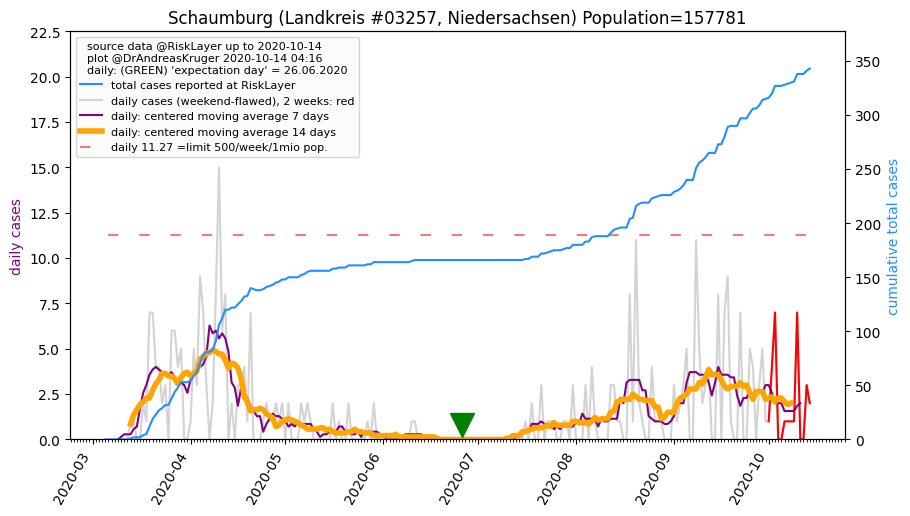 Schaumburg (Landkreis #03257, Niedersachsen) Population=157781
source data @RiskLayer up to 2020-10-14
plot @DrAndreasKruger 2020-10-14 04:16
daily: (GREEN) 'expectation day' = 26.06.2020
total cases reported at RiskLayer
daily cases (weekend-flawed), 2 weeks: red
daily: centered moving average 7 days
daily: centered moving average 14 days
daily 11.27 =limit 500/week/1mio pop.
daily cases
22.5
20.0
17.5
15.0
12.5
10.0
7.5
5.0
2.5
0.0
350
300
250
200
150
100
50
0
cumulative total cases
2020-03
2020-04
2020-05
2020-06
2020-07
2020-08
2020-09
2020-10